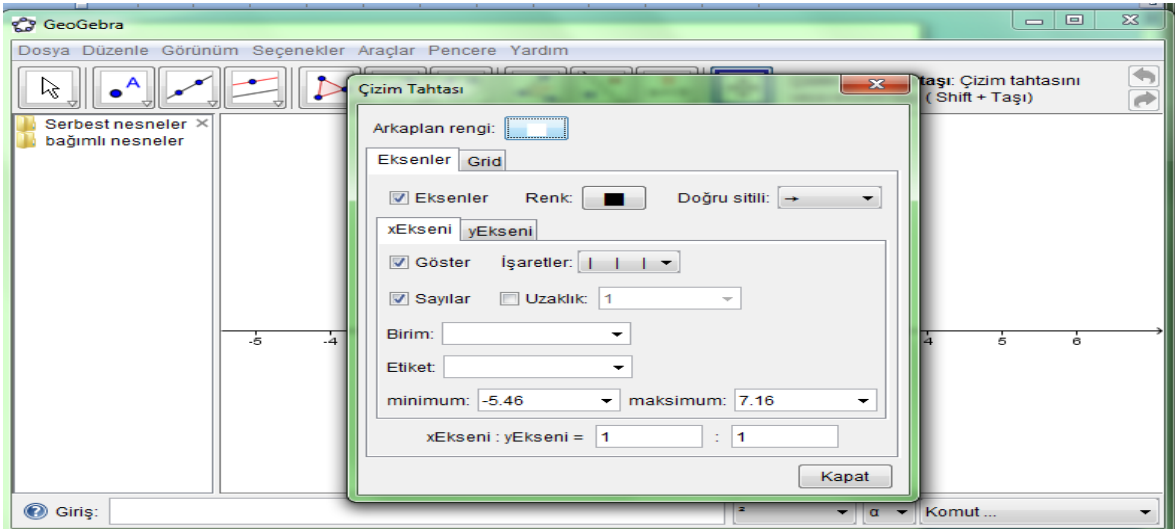 GeoGebra
Dosya Düzenle Görünüm Seçenekler Araçlar Pencere Yardım
A
taşı: Çizim tahtasını
( Shift + Taşı)
Serbest nesneler
bağımlı nesneler
Çizim Tahtası
Arkaplan rengi:
Eksenler Grid
Eksenler Renk: Doğru sitili:
xEkseni yEkseni
Göster İşaretler:
Sayılar Uzaklık: 1
Birim:
Etiket:
minimum: -5.46 maksimum: 7.16
xEkseni : yEkseni = 1 : 1
Kapat
-5 -4 4 5 6
Giriş: ² α Komut ...